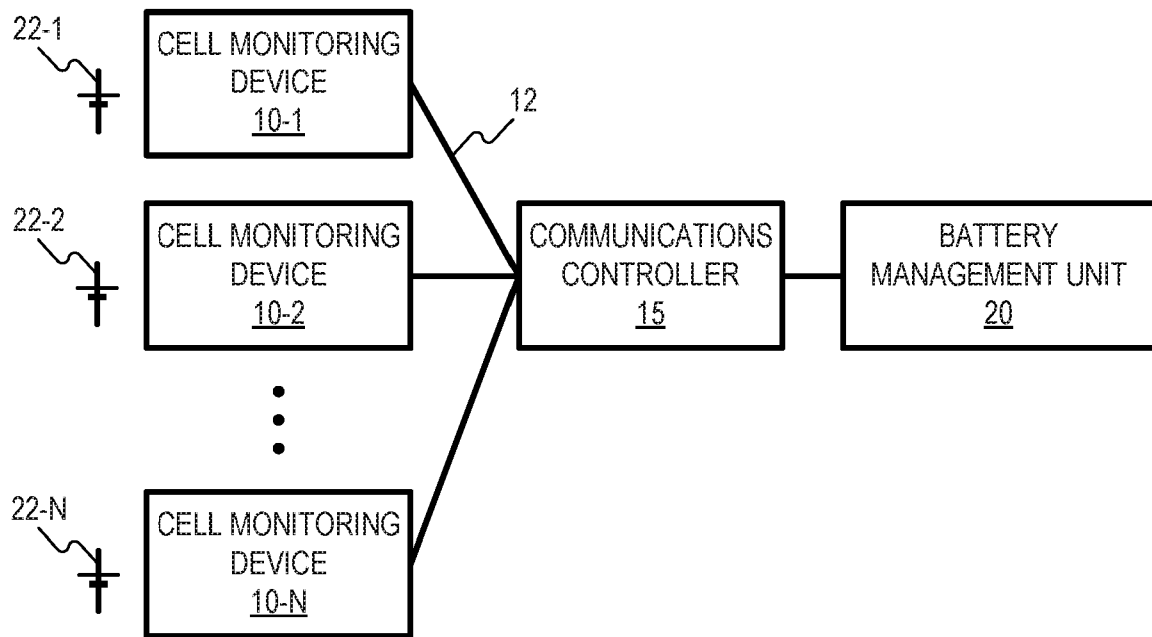 22-1
CELL MONITORING
DEVICE
10-1
12
22-2
CELL MONITORING
DEVICE
10-2
COMMUNICATIONS
CONTROLLER
15
BATTERY
MANAGEMENT UNIT
20
22-N
CELL MONITORING
DEVICE
10-N